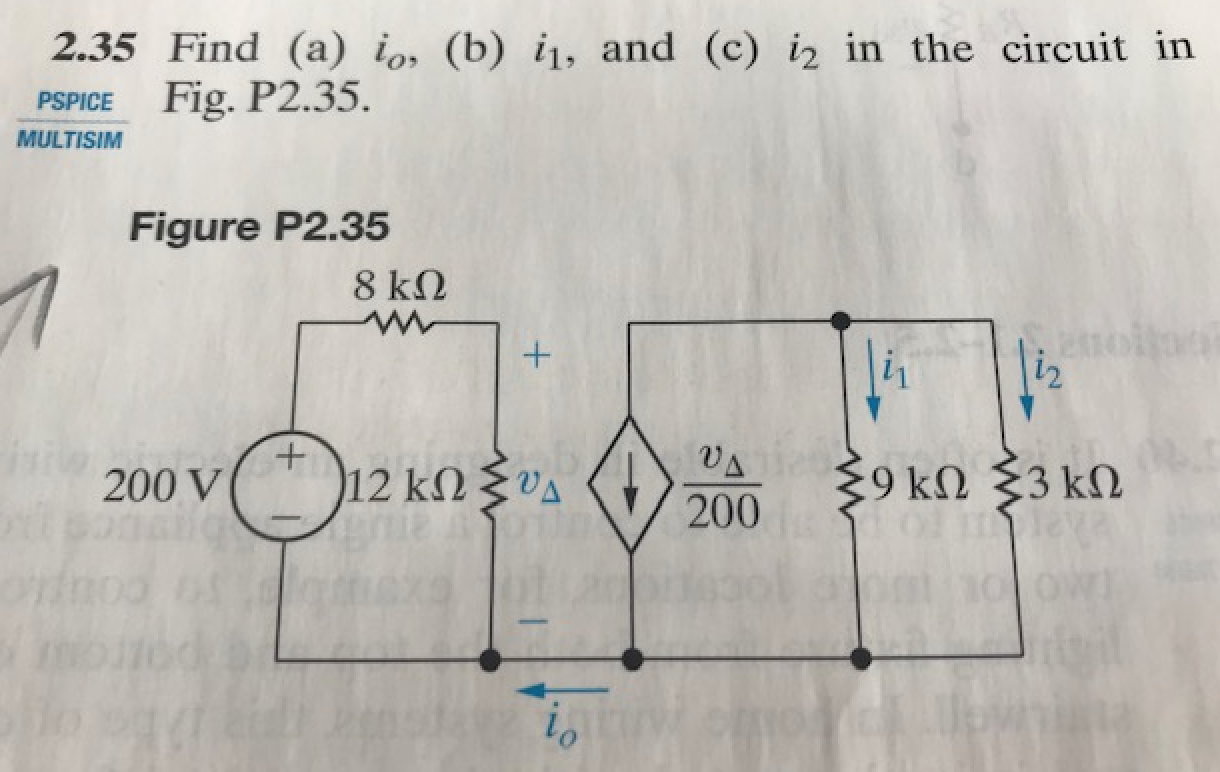 2.35 Find (a) iₒ, (b) i₁, and (c) i₂ in the circuit in
PSPICE Fig. P2.35.
MULTISIM
Figure P2.35
8 kΩ
+
i₁
i₂
200 V
+
−
12 kΩ
v_Δ
v_Δ
200
9 kΩ
3 kΩ
−
iₒ